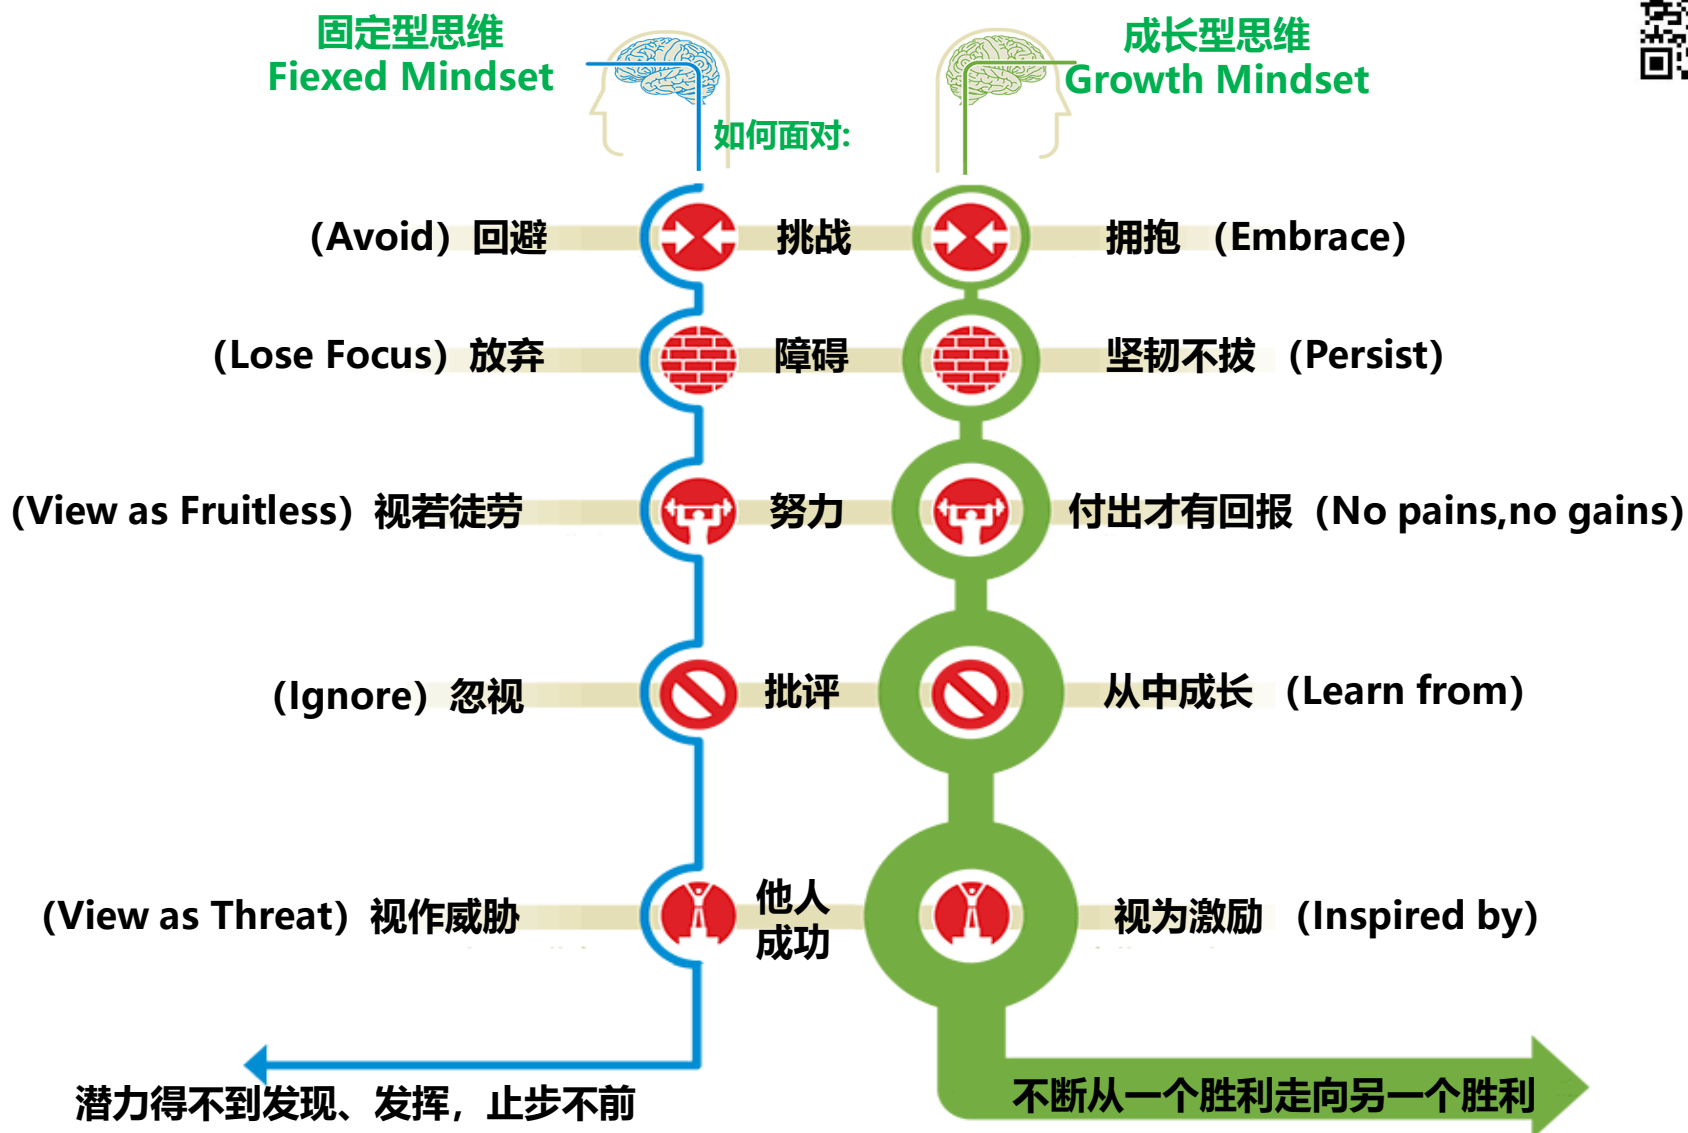 固定型思维
Fiexed Mindset
成长型思维
Growth Mindset
如何面对:
（Avoid）回避
挑战
拥抱 （Embrace）
（Lose Focus）放弃
障碍
坚韧不拔 （Persist）
（View as Fruitless）视若徒劳
努力
付出才有回报（No pains,no gains）
（Ignore）忽视
批评
从中成长 （Learn from）
（View as Threat）视作威胁
他人
成功
视为激励 （Inspired by）
潜力得不到发现、发挥，止步不前
不断从一个胜利走向另一个胜利